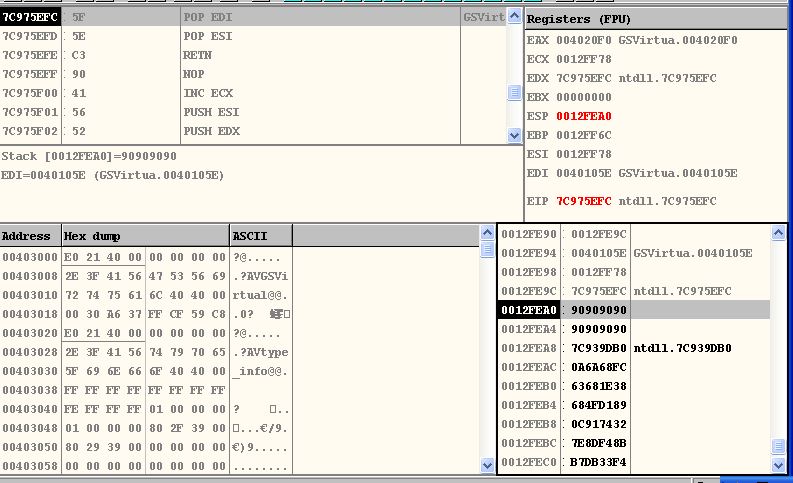 7C975EFC : 5F POP EDI GSVirt
7C975EFD : 5E POP ESI
7C975EFE : C3 RETN
7C975EFF : 90 NOP
7C975F00 : 41 INC ECX
7C975F01 : 56 PUSH ESI
7C975F02 : 52 PUSH EDX
Stack [0012FEA0]=90909090
EDI=0040105E (GSVirtua.0040105E)
Registers (FPU)
EAX 004020F0 GSVirtua.004020F0
ECX 0012FF78
EDX 7C975EFC ntdll.7C975EFC
EBX 00000000
ESP 0012FEA0
EBP 0012FF6C
ESI 0012FF78
EDI 0040105E GSVirtua.0040105E
EIP 7C975EFC ntdll.7C975EFC
Address Hex dump ASCII
00403000 E0 21 40 00 00 00 00 00 ?@.....
00403008 2E 3F 41 56 47 53 56 69 .?AVGSVi
00403010 72 74 75 61 6C 40 40 00 rtual@@.
00403018 00 30 A6 37 FF CF 59 C8 .0?
00403020 E0 21 40 00 00 00 00 00 ?@.....
00403028 2E 3F 41 56 74 79 70 65 .?AVtype
00403030 5F 69 6E 66 6F 40 40 00 _info@@.
00403038 FF FF FF FF FF FF FF FF
00403040 FE FF FF FF 01 00 00 00 ? □..
00403048 01 00 00 00 80 2F 39 00 □...€/9.
00403050 80 29 39 00 00 00 00 00 €)9.....
00403058 00 00 00 00 00 00 00 00 ........
0012FE90 : 0012FE9C
0012FE94 : 0040105E GSVirtua.0040105E
0012FE98 : 0012FF78
0012FE9C : 7C975EFC ntdll.7C975EFC
0012FEA0 : 90909090
0012FEA4 : 90909090
0012FEA8 : 7C939DB0 ntdll.7C939DB0
0012FEAC : 0A6A68FC
0012FEB0 : 63681E38
0012FEB4 : 684FD189
0012FEB8 : 0C917432
0012FEBC : 7E8DF48B
0012FEC0 : B7DB33F4